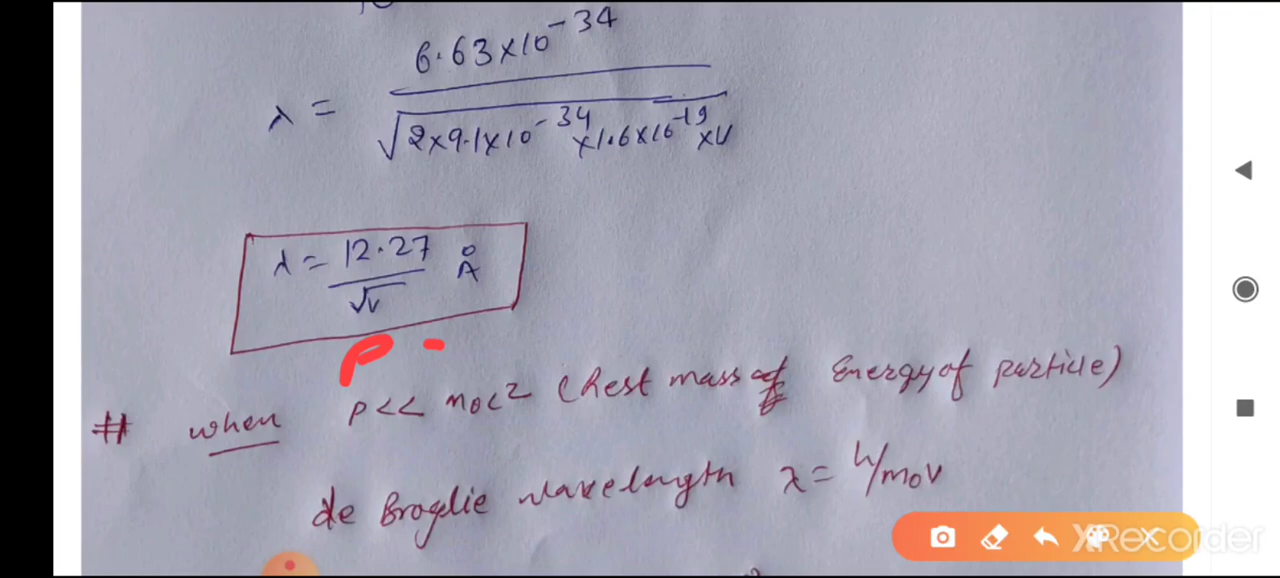 6.63×10⁻³⁴
λ = √2×9.1×10⁻³⁴×1.6×10⁻¹⁹×V
λ = 12.27 / √V Å
P -
# when P<< m₀c² (Rest mass of Energy of particle)
de Broglie wavelength λ = h/m₀v
XRecorder